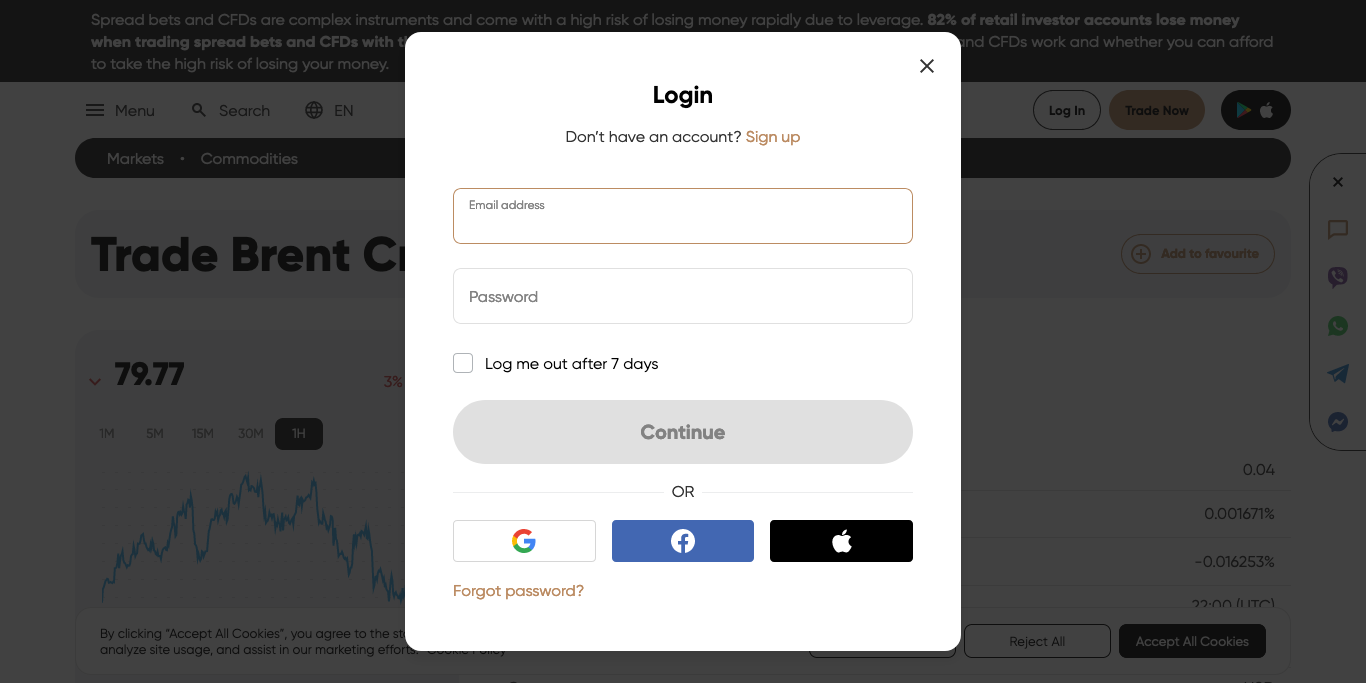 Spread bets and CFDs are complex instruments and come with a high risk of losing money rapidly due to leverage. 82% of retail investor accounts lose money
when trading spread bets and CFDs with and CFDs work and whether you can afford
to take the high risk of losing your money.
Menu
Search
EN
Log In
Trade Now
Markets • Commodities
Login
Don't have an account? Sign up
Email address
Password
Log me out after 7 days
Continue
OR
Forgot password?
Trade Brent
Add to favourite
79.77
3%
1M
5M
15M
30M
1H
0.04
0.001671%
-0.016253%
22:00 (UTC)
By clicking "Accept All Cookies", you agree to the
analyze site usage, and assist in our marketing efforts. Cookie Policy
Reject All
Accept All Cookies